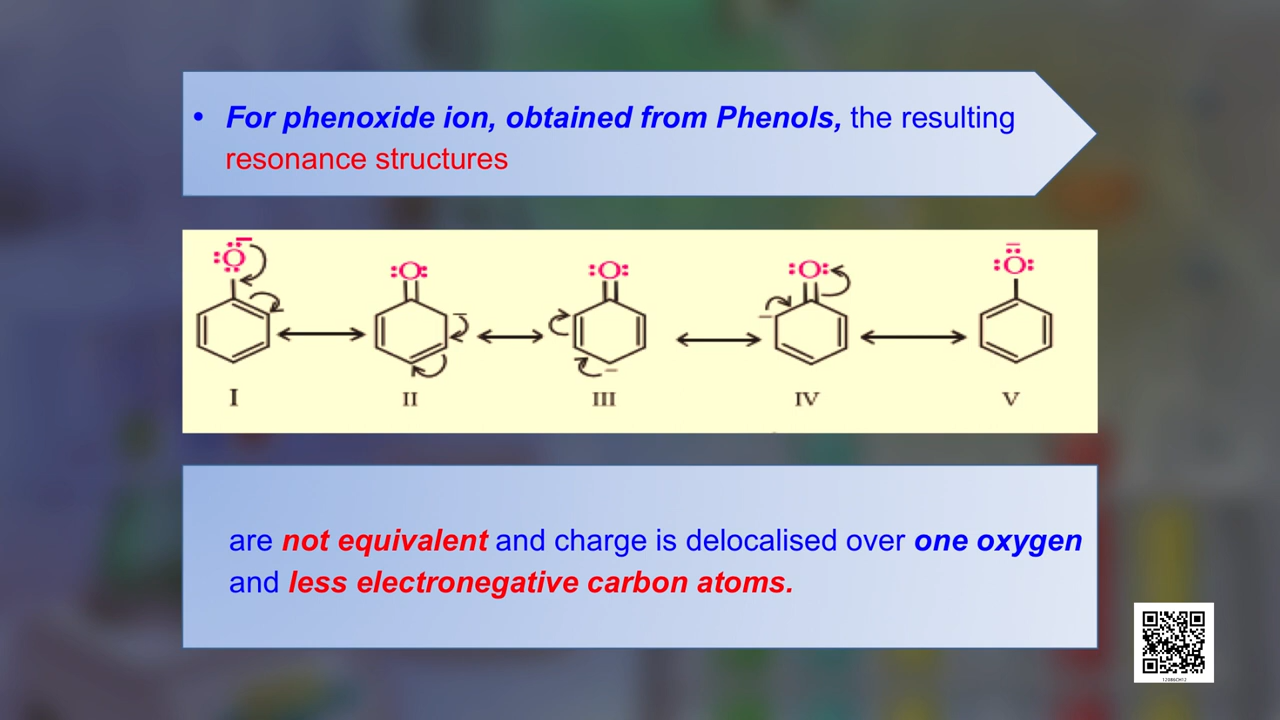 • For phenoxide ion, obtained from Phenols, the resulting
resonance structures
:Ö: :O: :O: :O: :Ö:
I II III IV V
are not equivalent and charge is delocalised over one oxygen
and less electronegative carbon atoms.